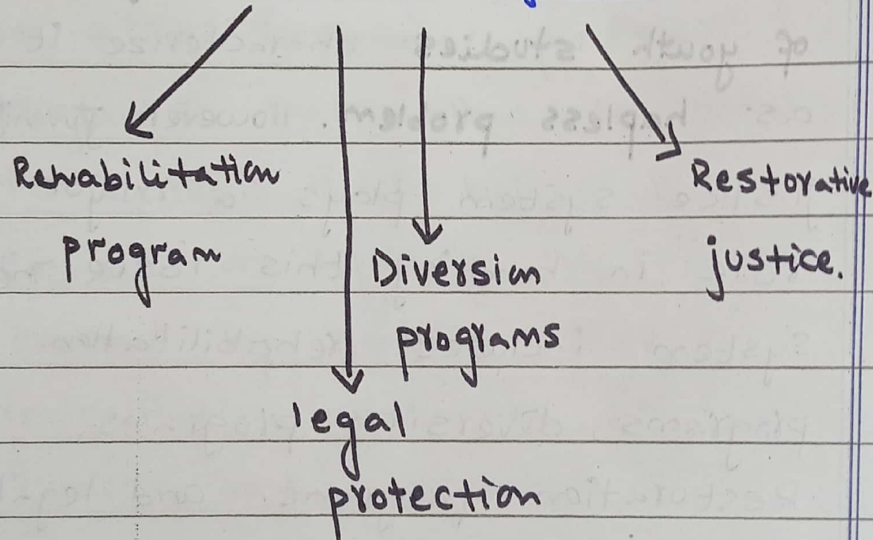 Rehabilitation
program
Diversion
programs
legal
protection
Restorative
justice.